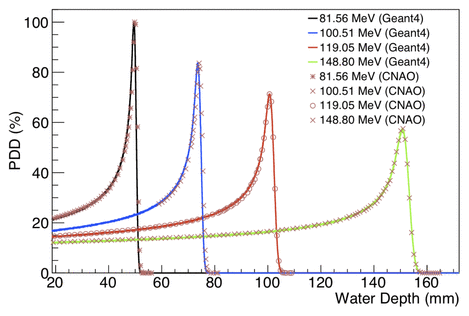 PDD (%)
100
80
60
40
20
0
81.56 MeV (Geant4)
100.51 MeV (Geant4)
119.05 MeV (Geant4)
148.80 MeV (Geant4)
81.56 MeV (CNAO)
100.51 MeV (CNAO)
119.05 MeV (CNAO)
148.80 MeV (CNAO)
20 40 60 80 100 120 140 160
Water Depth (mm)